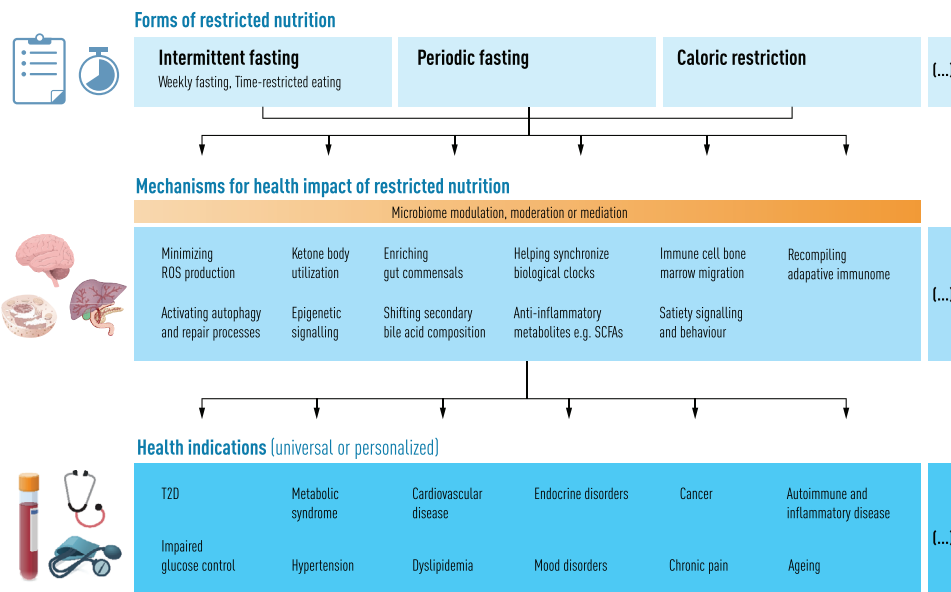 Forms of restricted nutrition
Intermittent fasting
Weekly fasting, Time-restricted eating
Periodic fasting
Caloric restriction
(...)
Mechanisms for health impact of restricted nutrition
Microbiome modulation, moderation or mediation
Minimizing
ROS production
Ketone body
utilization
Enriching
gut commensals
Helping synchronize
biological clocks
Immune cell bone
marrow migration
Recompiling
adapative immunome
(...)
Activating autophagy
and repair processes
Epigenetic
signalling
Shifting secondary
bile acid composition
Anti-inflammatory
metabolites e.g. SCFAs
Satiety signalling
and behaviour
Health indications (universal or personalized)
T2D
Metabolic
syndrome
Cardiovascular
disease
Endocrine disorders
Cancer
Autoimmune and
inflammatory disease
(...)
Impaired
glucose control
Hypertension
Dyslipidemia
Mood disorders
Chronic pain
Ageing